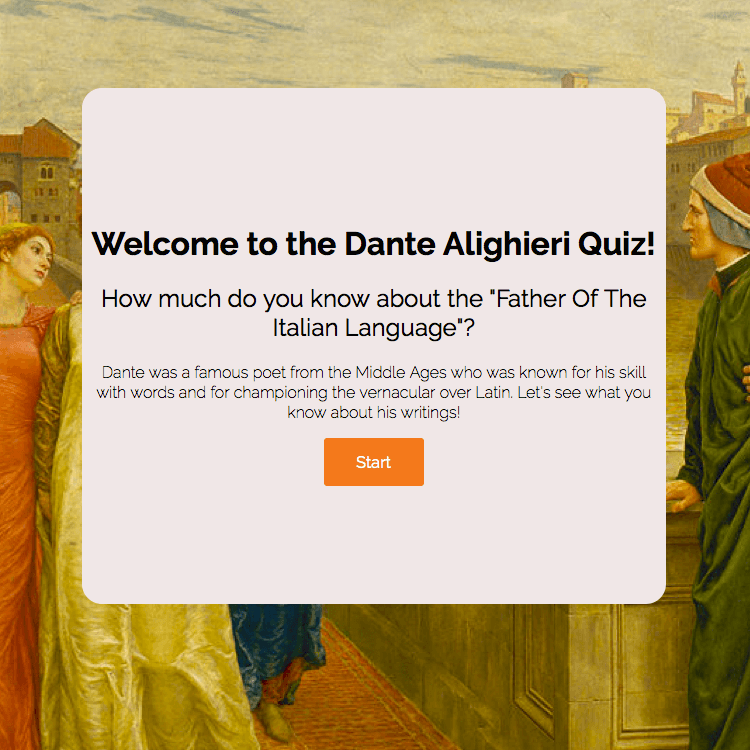 Welcome to the Dante Alighieri Quiz!
How much do you know about the "Father Of The
Italian Language"?
Dante was a famous poet from the Middle Ages who was known for his skill
with words and for championing the vernacular over Latin. Let's see what you
know about his writings!
Start